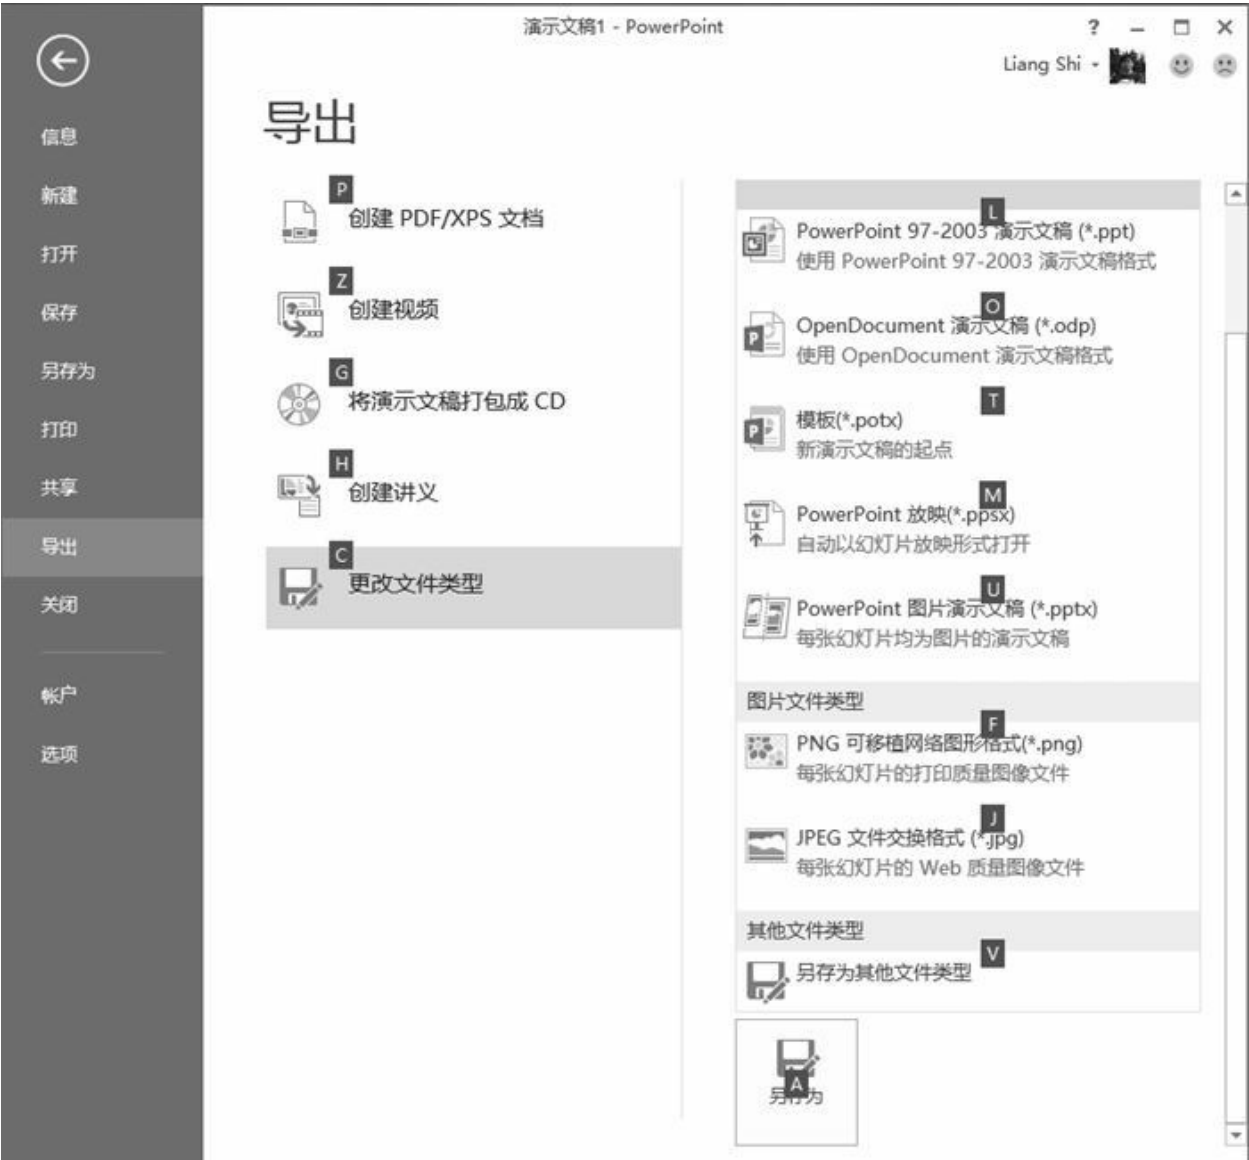 演示文稿1 - PowerPoint
?
Liang Shi
信息
新建
打开
保存
另存为
打印
共享
导出
关闭
帐户
选项
导出
P
创建 PDF/XPS 文档
Z
创建视频
G
将演示文稿打包成 CD
H
创建讲义
C
更改文件类型
L
PowerPoint 97-2003 演示文稿 (*.ppt)
使用 PowerPoint 97-2003 演示文稿格式
O
OpenDocument 演示文稿 (*.odp)
使用 OpenDocument 演示文稿格式
T
模板(*.potx)
新演示文稿的起点
M
PowerPoint 放映(*.ppsx)
自动以幻灯片放映形式打开
U
PowerPoint 图片演示文稿 (*.pptx)
每张幻灯片均为图片的演示文稿
图片文件类型
F
PNG 可移植网络图形格式(*.png)
每张幻灯片的打印质量图像文件
J
JPEG 文件交换格式 (*.jpg)
每张幻灯片的 Web 质量图像文件
其他文件类型
V
另存为其他文件类型
A
另存为